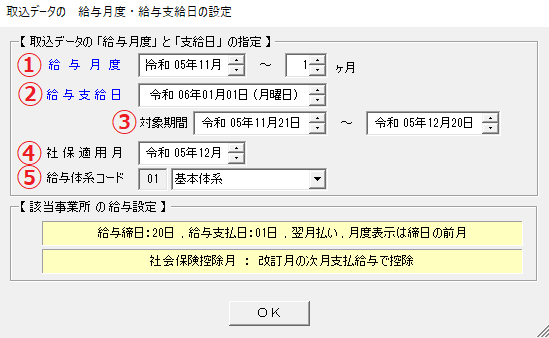 取込データの 給与月度・給与支給日の設定
【 取込データの「給与月度」と「支給日」の指定 】
① 給 与 月 度 令和 05年11月 ～ 1 ヶ月
② 給 与 支 給 日 令和 06年01月01日 (月曜日)
③ 対象期間 令和 05年11月21日 ～ 令和 05年12月20日
④ 社 保 適 用 月 令和 05年12月
⑤ 給与体系コード 01 基本体系
【 該当事業所 の 給与設定 】
給与締日：20日 , 給与支払日：01日 , 翌月払い , 月度表示は締日の前月
社会保険控除月 ： 改訂月の次月支払給与で控除
ＯＫ